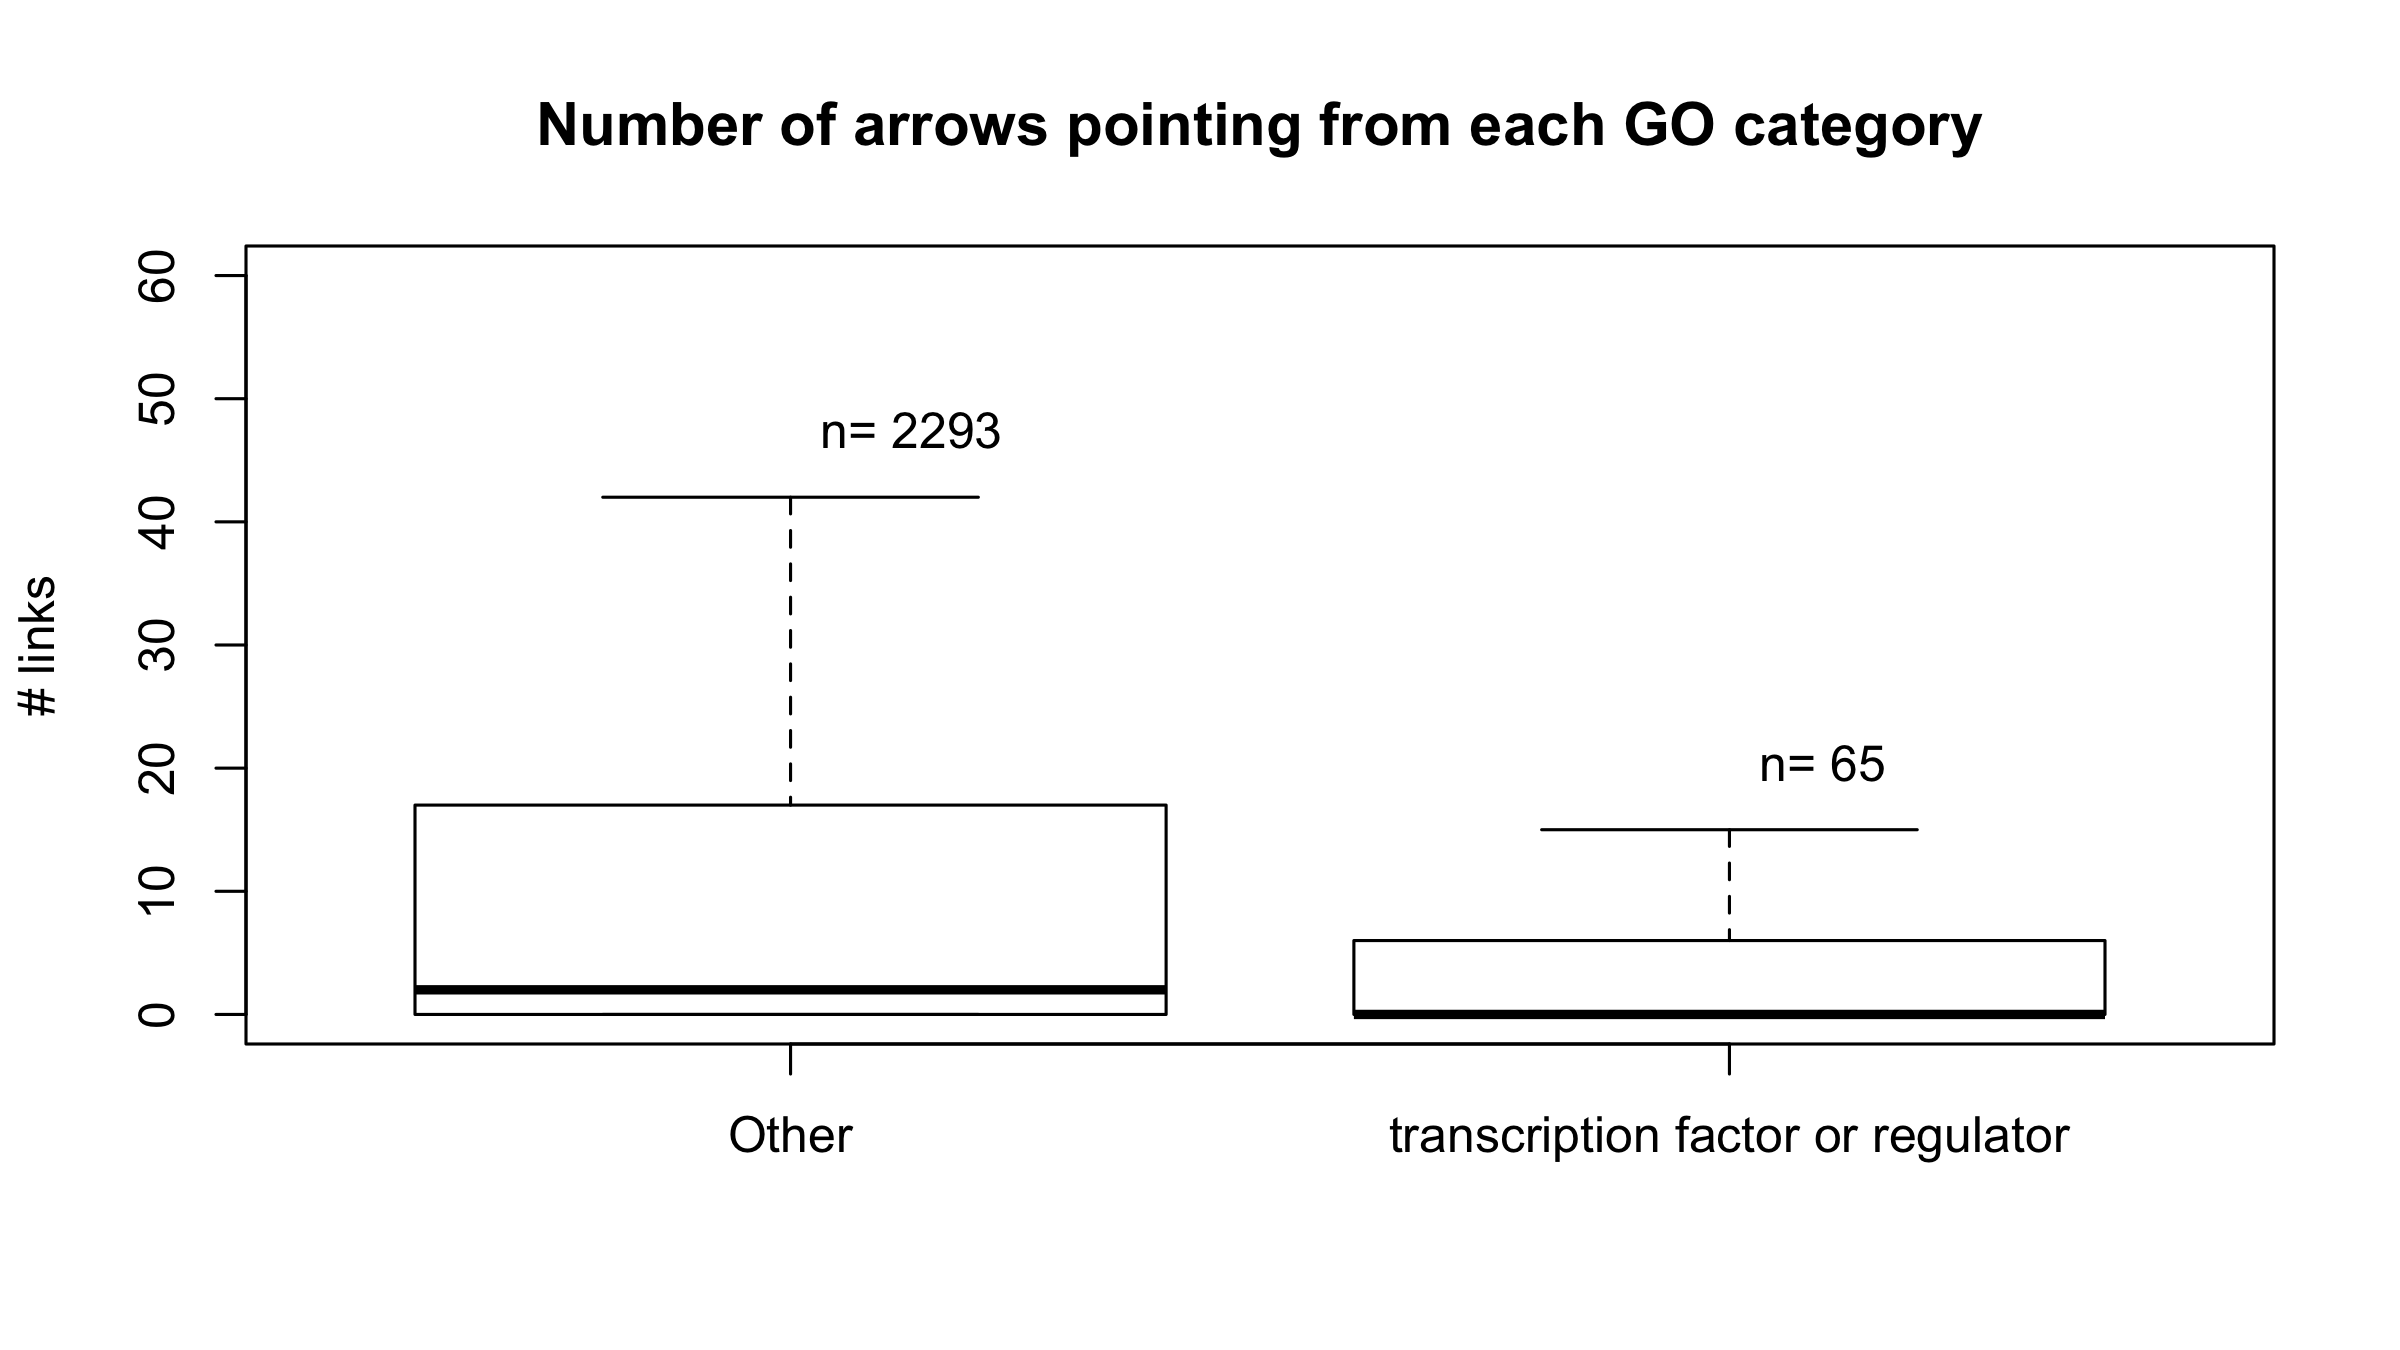 Number of arrows pointing from each GO category
# links
60
50
40
30
20
10
0
n= 2293
n= 65
Other
transcription factor or regulator